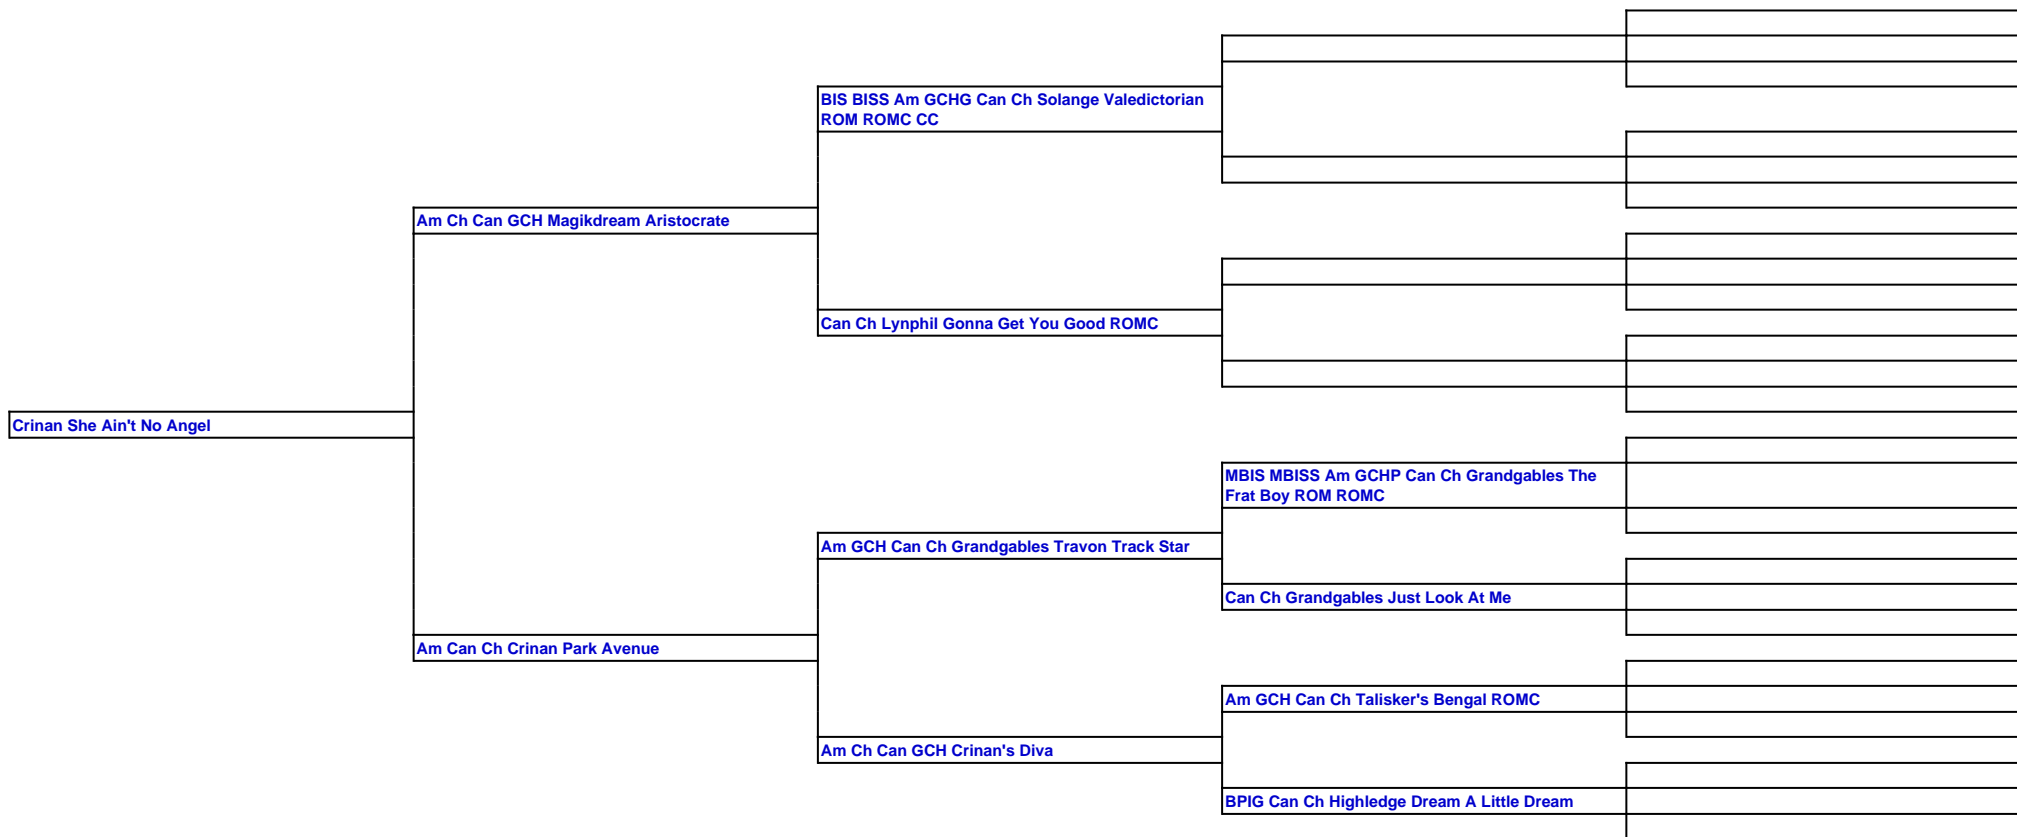 BIS BISS Am GCHG Can Ch Solange Valedictorian
ROM ROMC CC
Am Ch Can GCH Magikdream Aristocrate
Can Ch Lynphil Gonna Get You Good ROMC
Crinan She Ain't No Angel
MBIS MBISS Am GCHP Can Ch Grandgables The
Frat Boy ROM ROMC
Am GCH Can Ch Grandgables Travon Track Star
Can Ch Grandgables Just Look At Me
Am Can Ch Crinan Park Avenue
Am GCH Can Ch Talisker's Bengal ROMC
Am Ch Can GCH Crinan's Diva
BPIG Can Ch Highledge Dream A Little Dream